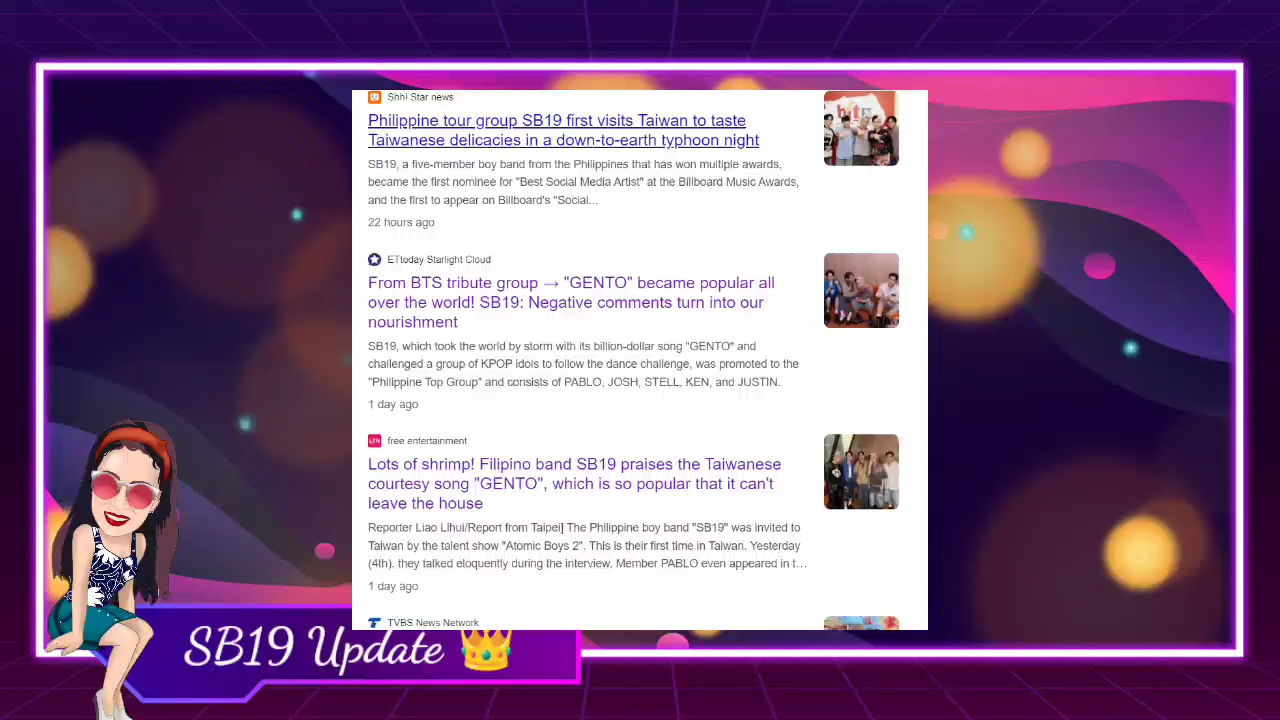 Shh! Star news
Philippine tour group SB19 first visits Taiwan to taste
Taiwanese delicacies in a down-to-earth typhoon night
SB19, a five-member boy band from the Philippines that has won multiple awards,
became the first nominee for "Best Social Media Artist" at the Billboard Music Awards,
and the first to appear on Billboard's "Social...
22 hours ago
ETtoday Starlight Cloud
From BTS tribute group → "GENTO" became popular all
over the world! SB19: Negative comments turn into our
nourishment
SB19, which took the world by storm with its billion-dollar song "GENTO" and
challenged a group of KPOP idols to follow the dance challenge, was promoted to the
"Philippine Top Group" and consists of PABLO, JOSH, STELL, KEN, and JUSTIN.
1 day ago
LTN
free entertainment
Lots of shrimp! Filipino band SB19 praises the Taiwanese
courtesy song "GENTO", which is so popular that it can't
leave the house
Reporter Liao Lihui/Report from Taipei] The Philippine boy band "SB19" was invited to
Taiwan by the talent show "Atomic Boys 2". This is their first time in Taiwan. Yesterday
(4th), they talked eloquently during the interview. Member PABLO even appeared in t...
1 day ago
TVBS News Network
SB19 Update